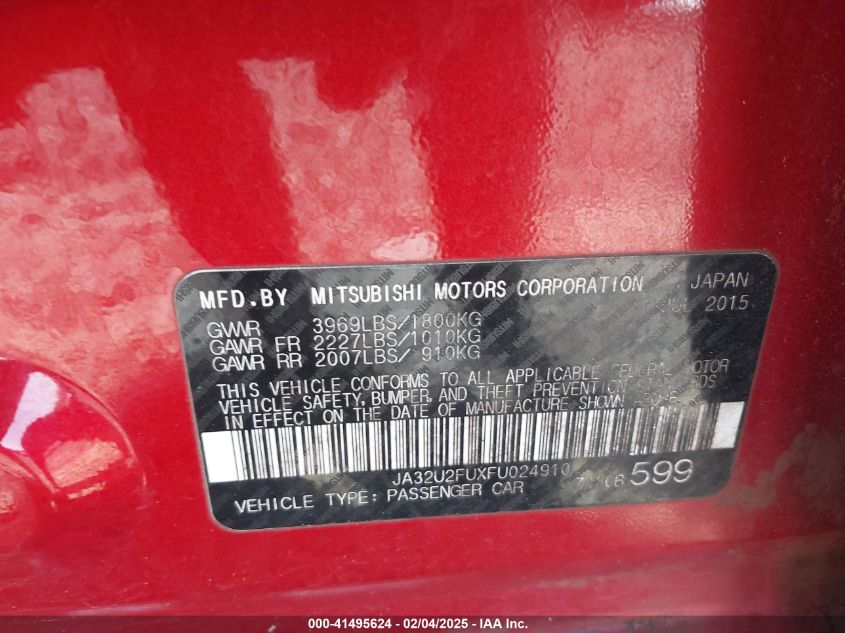 MFD.BY MITSUBISHI MOTORS CORPORATION JAPAN
JUL 2015
GVWR 3969LBS/1800KG
GAWR FR 2227LBS/1010KG
GAWR RR 2007LBS/ 910KG
THIS VEHICLE CONFORMS TO ALL APPLICABLE FEDERAL MOTOR
VEHICLE SAFETY, BUMPER, AND THEFT PREVENTION STANDARDS
IN EFFECT ON THE DATE OF MANUFACTURE SHOWN ABOVE.
JA32U2FUXFU024910
599
VEHICLE TYPE: PASSENGER CAR
000-41495624 - 02/04/2025 - IAA Inc.